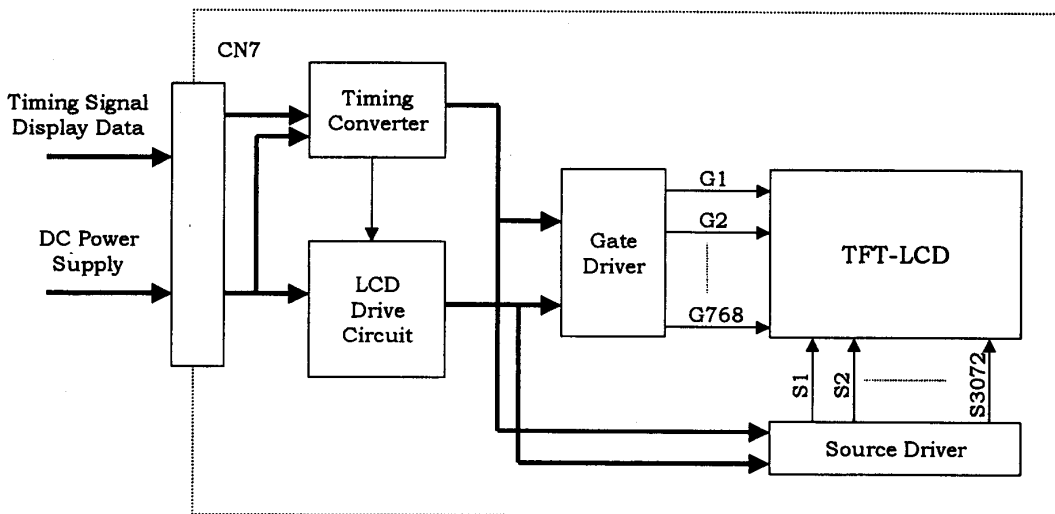 CN7
Timing Signal
Display Data
DC Power
Supply
Timing
Converter
LCD
Drive
Circuit
Gate
Driver
G1
G2
G768
TFT-LCD
S1
S2
S3072
Source Driver